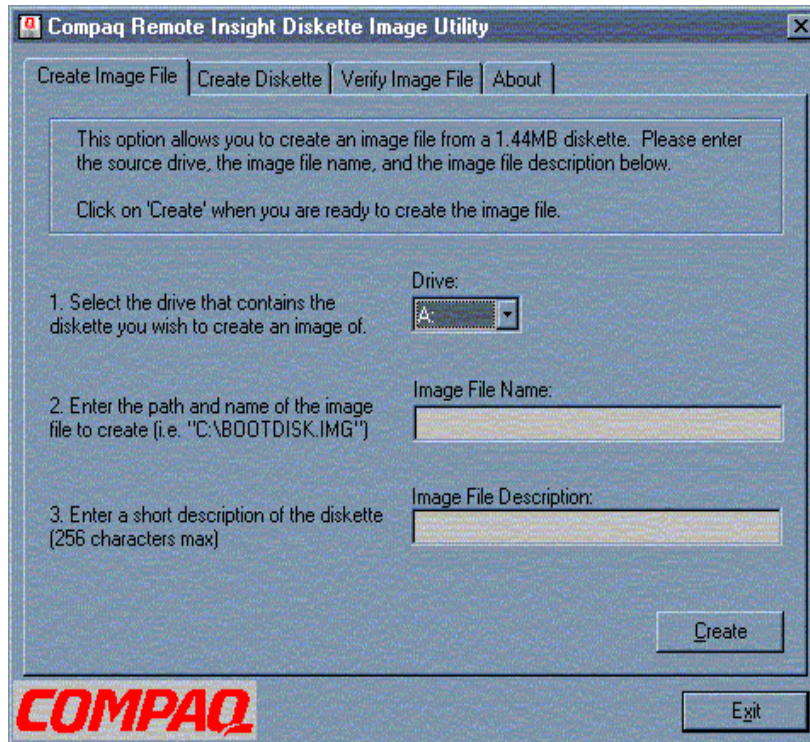 Compaq Remote Insight Diskette Image Utility
Create Image File Create Diskette Verify Image File About
This option allows you to create an image file from a 1.44MB diskette. Please enter
the source drive, the image file name, and the image file description below.
Click on 'Create' when you are ready to create the image file.
Drive:
1. Select the drive that contains the
diskette you wish to create an image of.
A:
Image File Name:
2. Enter the path and name of the image
file to create (i.e. "C:\BOOTDISK.IMG")
Image File Description:
3. Enter a short description of the diskette
(256 characters max)
Create
COMPAQ
Exit